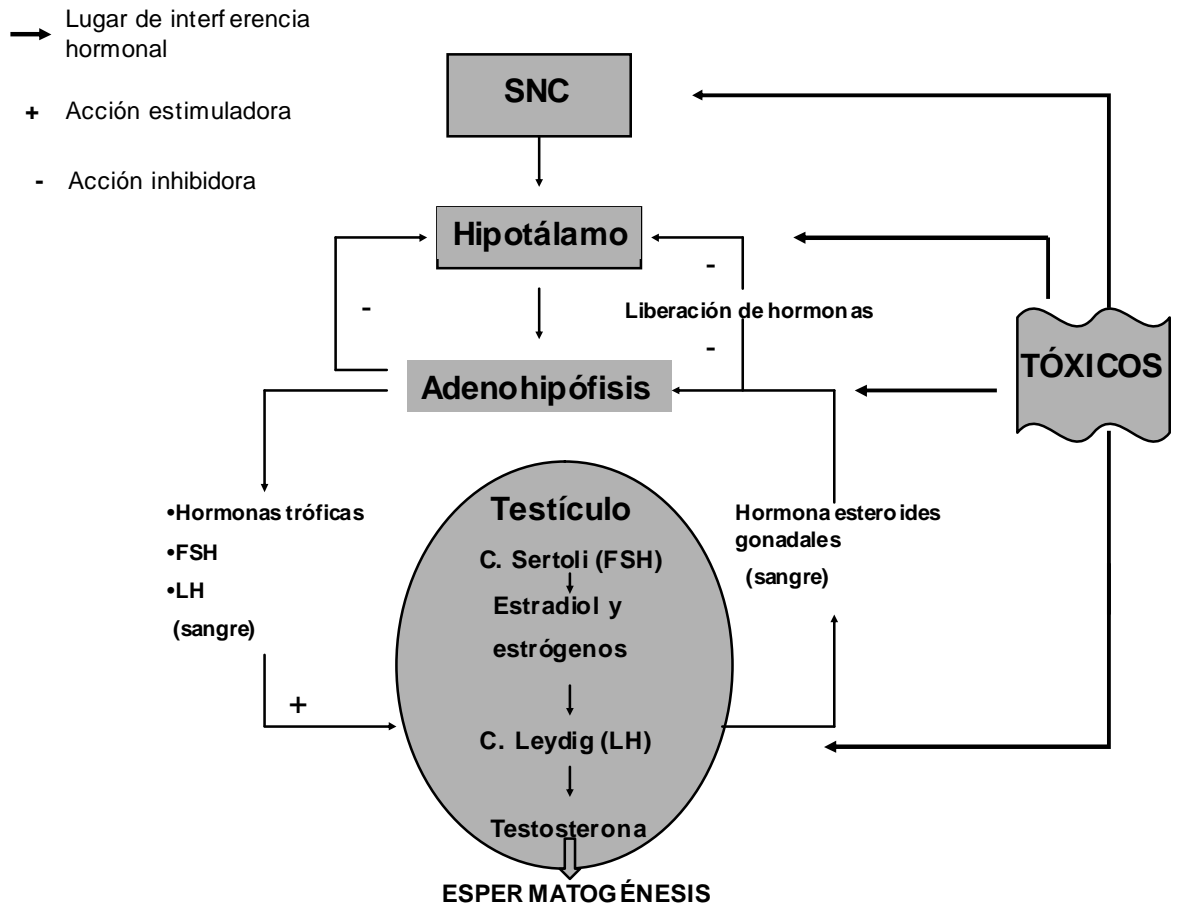 Lugar de interferencia
hormonal
+ Acción estimuladora
- Acción inhibidora
SNC
Hipotálamo
-
-
Liberación de hormonas
-
Adenohipófisis
TÓXICOS
•Hormonas tróficas
•FSH
•LH
(sangre)
+
Testículo
C. Sertoli (FSH)
Estradiol y
estrógenos
C. Leydig (LH)
Testosterona
Hormona esteroides
gonadales
(sangre)
ESPERMATOGÉNESIS